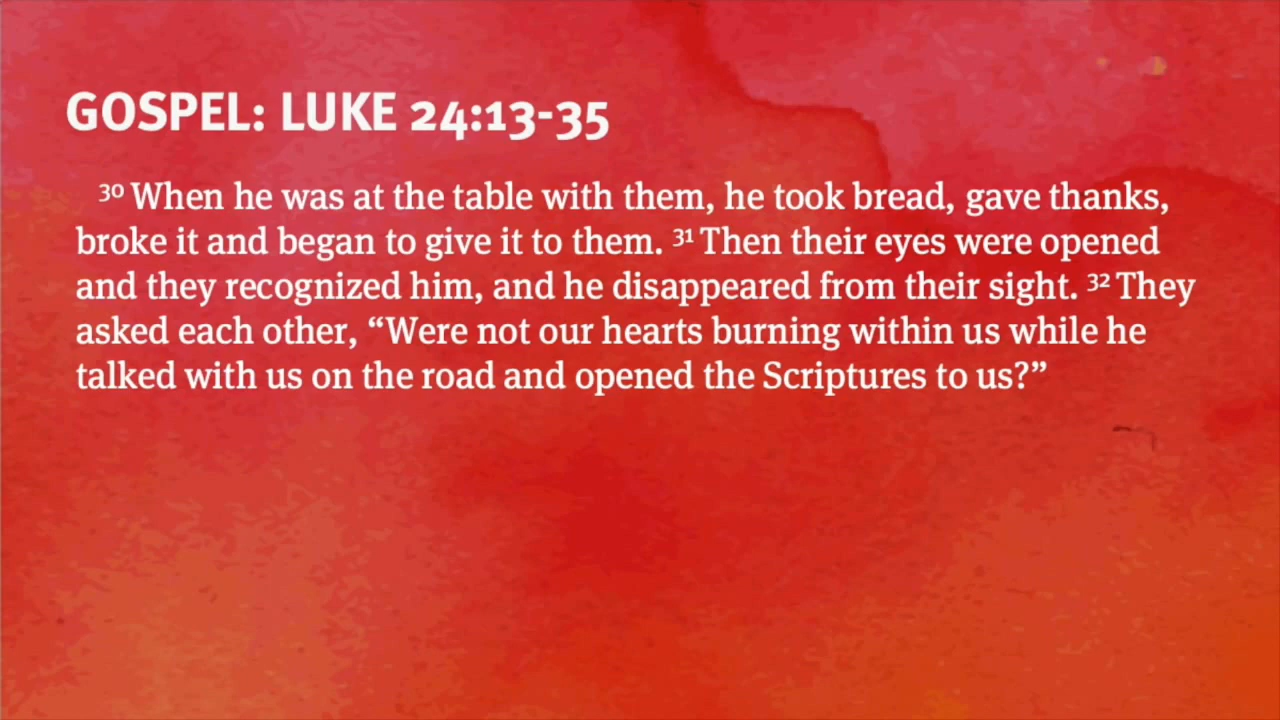 GOSPEL: LUKE 24:13-35
³⁰ When he was at the table with them, he took bread, gave thanks,
broke it and began to give it to them. ³¹ Then their eyes were opened
and they recognized him, and he disappeared from their sight. ³² They
asked each other, “Were not our hearts burning within us while he
talked with us on the road and opened the Scriptures to us?”